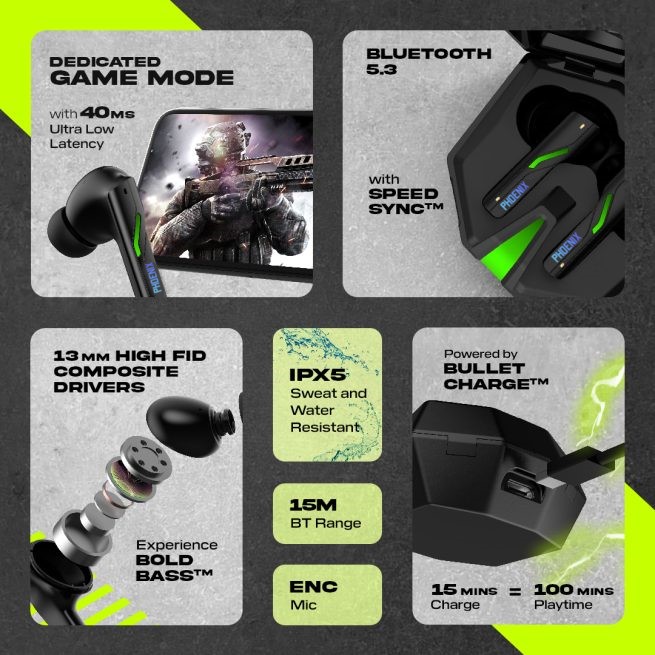 DEDICATED
GAME MODE
with 40MS
Ultra Low
Latency
PHOENIX
BLUETOOTH
5.3
with
SPEED
SYNC™
PHOENIX
PHOENIX
13 MM HIGH FID
COMPOSITE
DRIVERS
Experience
BOLD
BASS™
IPX5
Sweat and
Water
Resistant
15M
BT Range
ENC
Mic
Powered by
BULLET
CHARGE™
15 MINS = 100 MINS
Charge Playtime